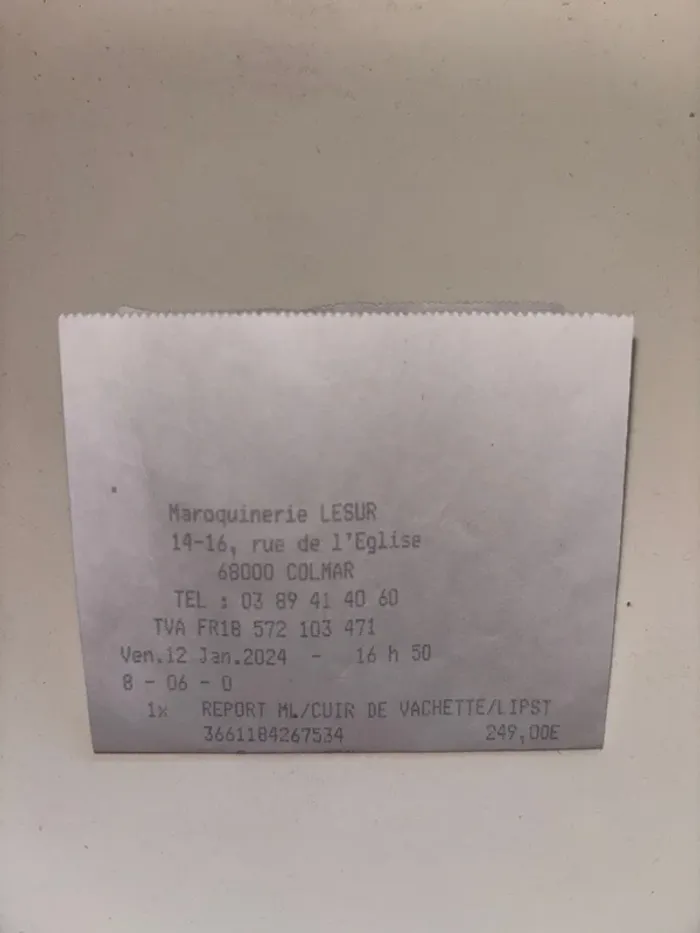 Maroquinerie LESUR
14-16, rue de l'Eglise
68000 COLMAR
TEL : 03 89 41 40 60
TVA FR18 572 103 471
Ven.12 Jan.2024 - 16 h 50
8 - 06 - 0
1x REPORT ML/CUIR DE VACHETTE/LIPST
3661184267534 249,00E